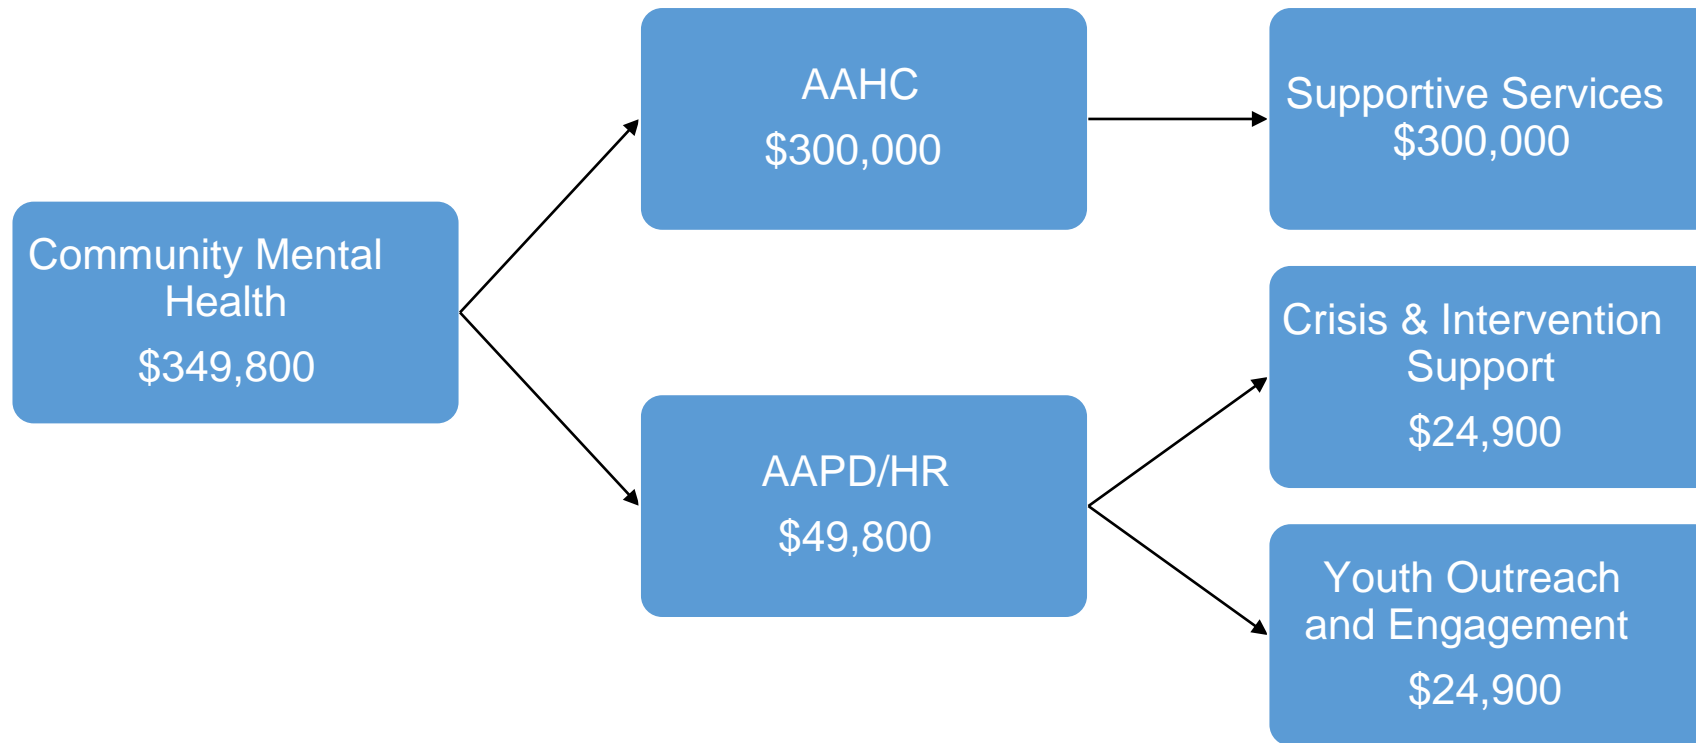 Community Mental
Health
$349,800
AAHC
$300,000
AAPD/HR
$49,800
Supportive Services
$300,000
Crisis & Intervention
Support
$24,900
Youth Outreach
and Engagement
$24,900